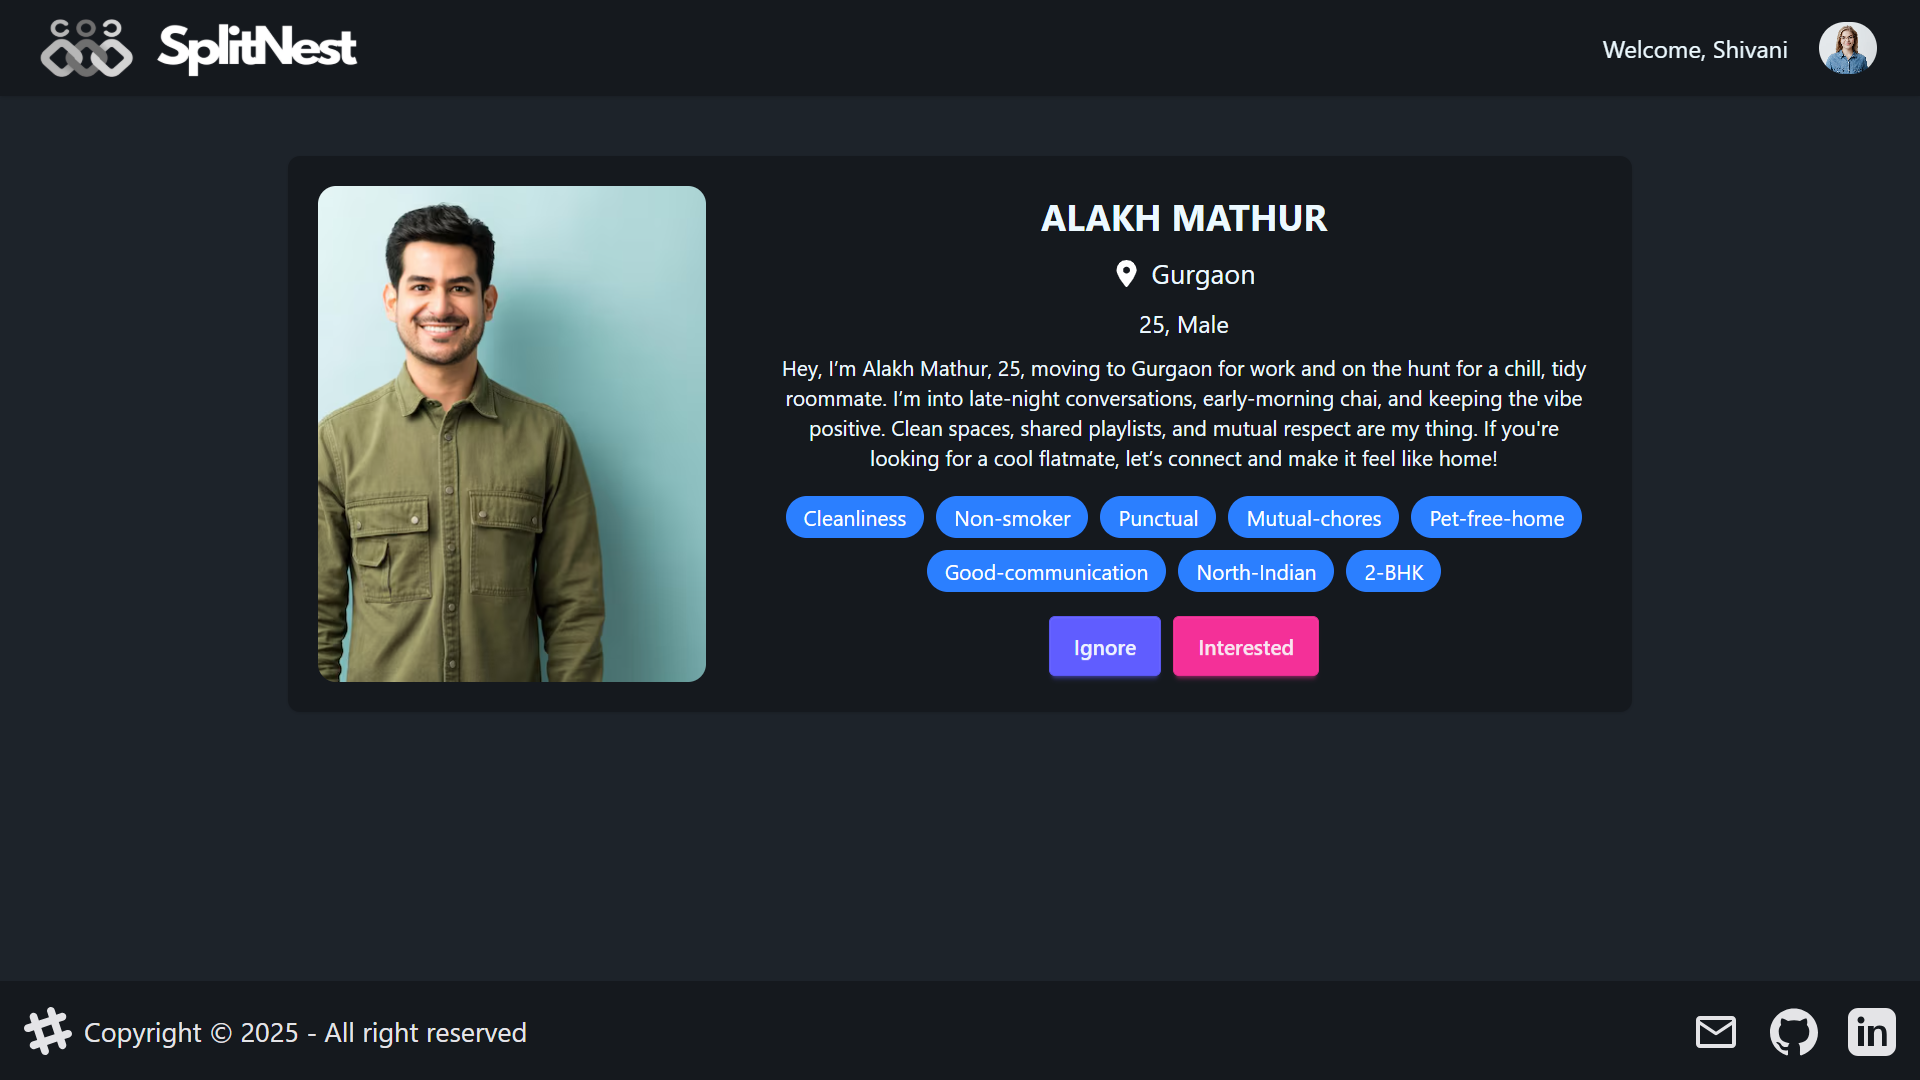 SplitNest
Welcome, Shivani
ALAKH MATHUR
Gurgaon
25, Male
Hey, I’m Alakh Mathur, 25, moving to Gurgaon for work and on the hunt for a chill, tidy
roommate. I’m into late-night conversations, early-morning chai, and keeping the vibe
positive. Clean spaces, shared playlists, and mutual respect are my thing. If you're
looking for a cool flatmate, let’s connect and make it feel like home!
Cleanliness Non-smoker Punctual Mutual-chores Pet-free-home
Good-communication North-Indian 2-BHK
Ignore Interested
Copyright © 2025 - All right reserved
in